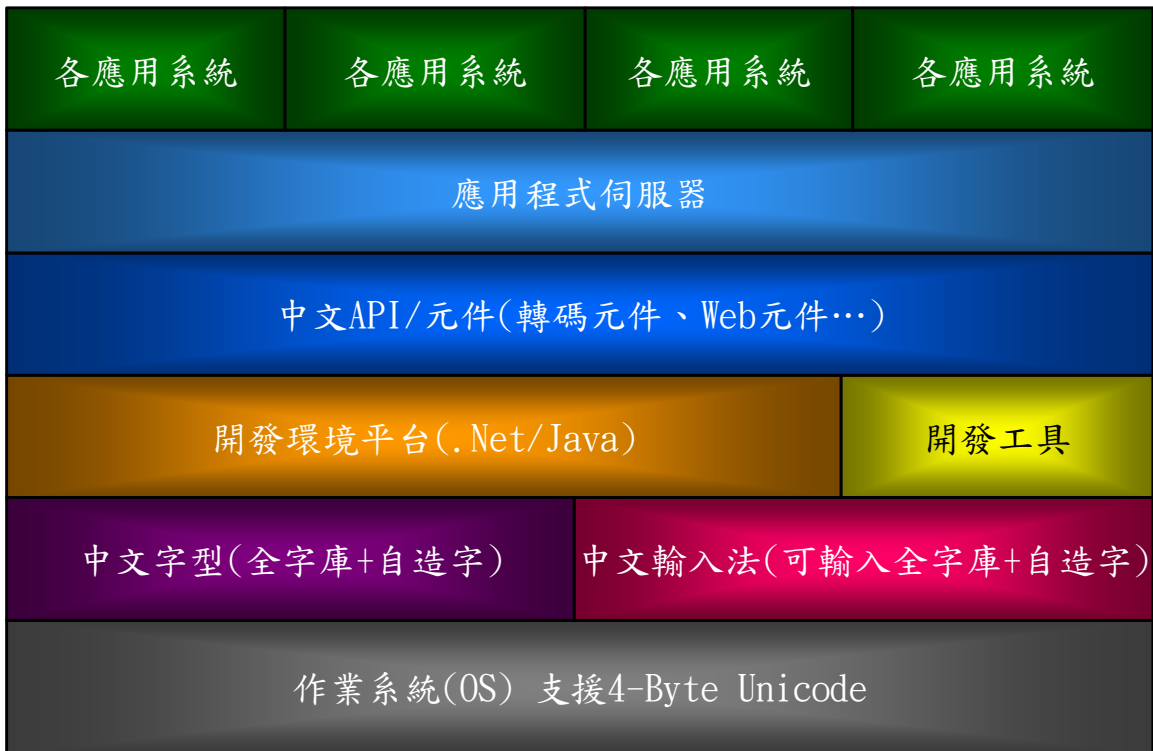 各應用系統
各應用系統
各應用系統
各應用系統
應用程式伺服器
中文API/元件(轉碼元件、Web元件…)
開發環境平台(.Net/Java)
開發工具
中文字型(全字庫+自造字)
中文輸入法(可輸入全字庫+自造字)
作業系統(OS) 支援4-Byte Unicode